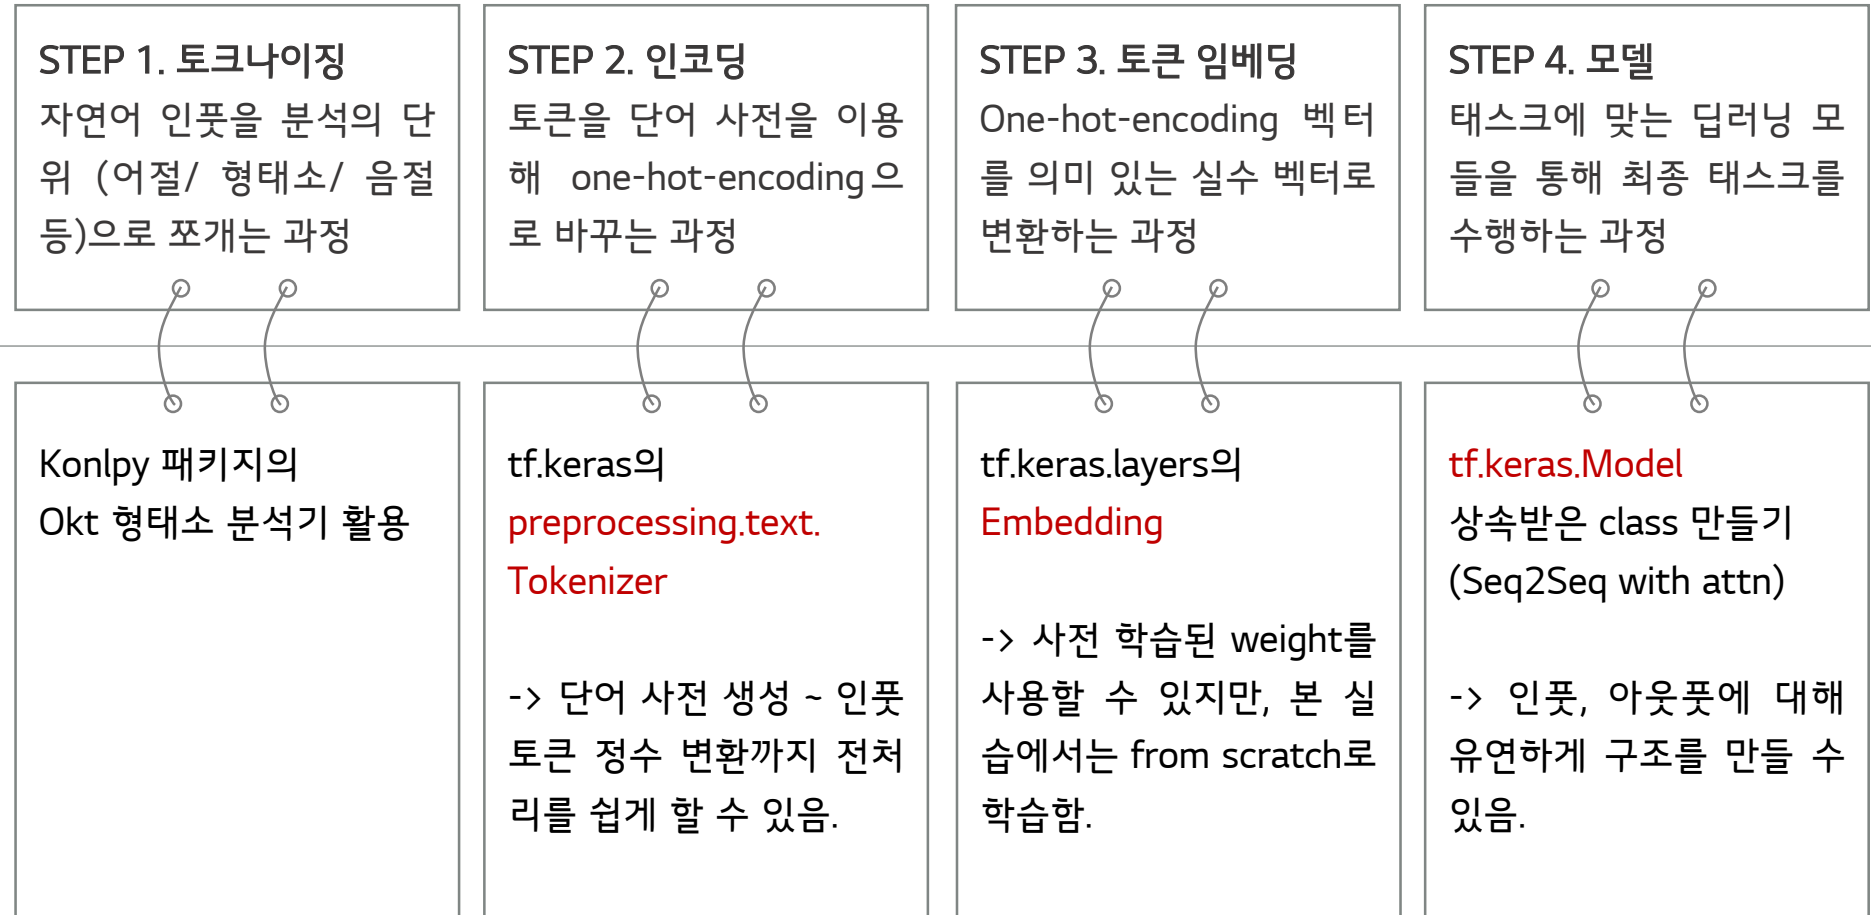 STEP 1. 토크나이징
자연어 인풋을 분석의 단
위 (어절/ 형태소/ 음절
등)으로 쪼개는 과정
STEP 2. 인코딩
토큰을 단어 사전을 이용
해 one-hot-encoding으
로 바꾸는 과정
STEP 3. 토큰 임베딩
One-hot-encoding 벡터
를 의미 있는 실수 벡터로
변환하는 과정
STEP 4. 모델
태스크에 맞는 딥러닝 모
들을 통해 최종 태스크를
수행하는 과정
Konlpy 패키지의
Okt 형태소 분석기 활용
tf.keras의
preprocessing.text.
Tokenizer
-> 단어 사전 생성 ~ 인풋
토큰 정수 변환까지 전처
리를 쉽게 할 수 있음.
tf.keras.layers의
Embedding
-> 사전 학습된 weight를
사용할 수 있지만, 본 실
습에서는 from scratch로
학습함.
tf.keras.Model
상속받은 class 만들기
(Seq2Seq with attn)
-> 인풋, 아웃풋에 대해
유연하게 구조를 만들 수
있음.